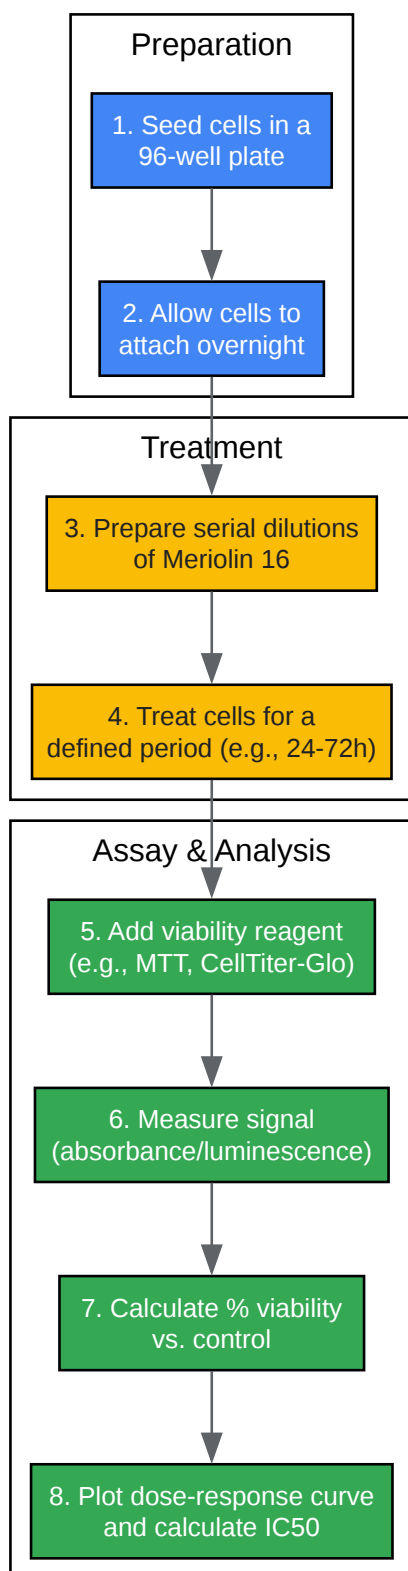 Preparation
1. Seed cells in a
96-well plate
2. Allow cells to
attach overnight
Treatment
3. Prepare serial dilutions
of Meriolin 16
4. Treat cells for a
defined period (e.g., 24-72h)
Assay & Analysis
5. Add viability reagent
(e.g., MTT, CellTiter-Glo)
6. Measure signal
(absorbance/luminescence)
7. Calculate % viability
vs. control
8. Plot dose-response curve
and calculate IC50